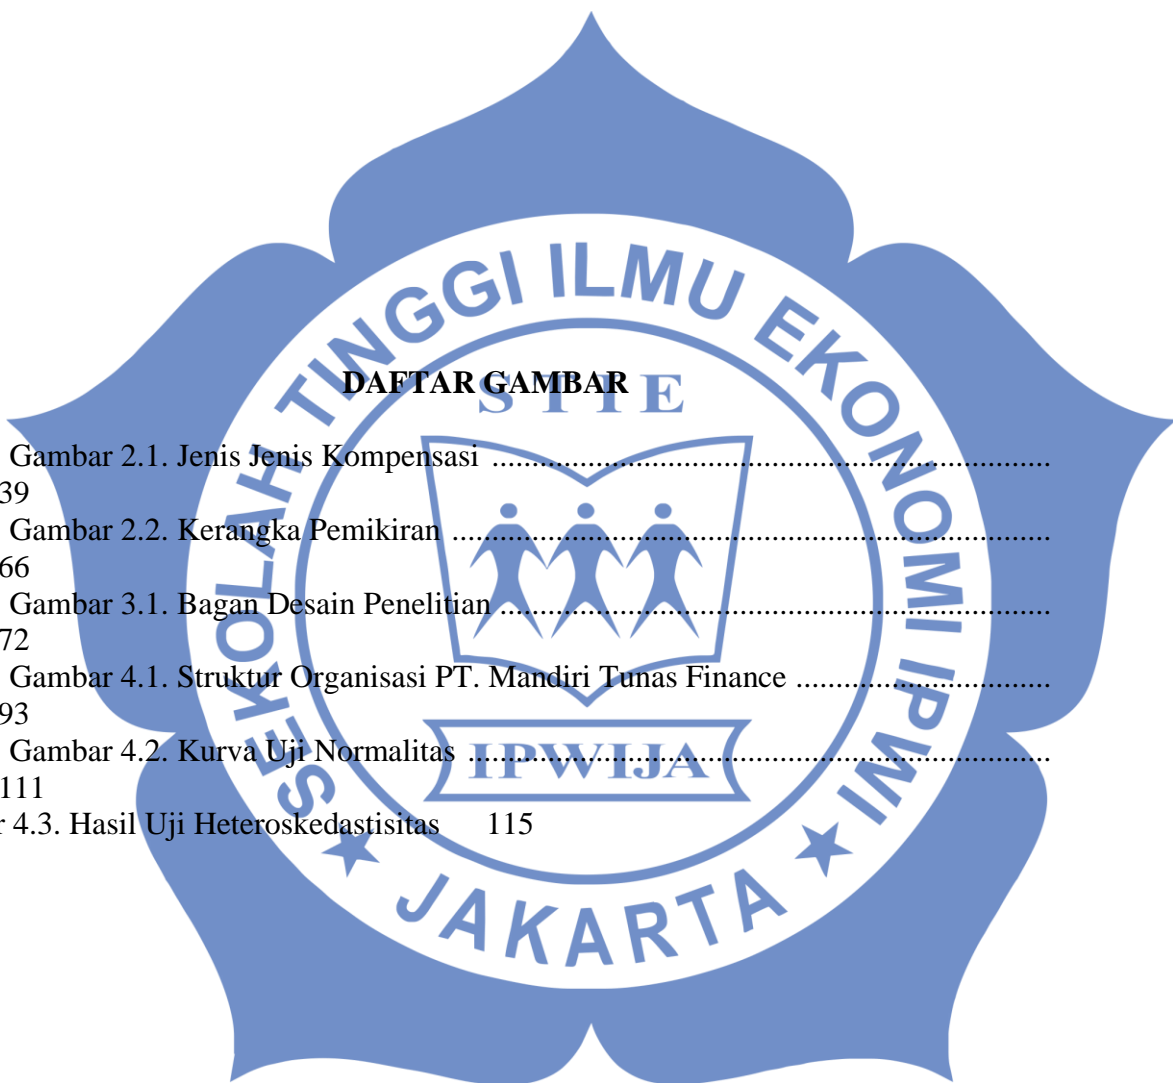 SEKOLAH TINGGI ILMU EKONOMI IPWI
DAFTAR GAMBAR
STIE
Gambar 2.1. Jenis Jenis Kompensasi ..........................................................
39
Gambar 2.2. Kerangka Pemikiran ..............................................................
66
Gambar 3.1. Bagan Desain Penelitian .........................................................
72
Gambar 4.1. Struktur Organisasi PT. Mandiri Tunas Finance ...........................
93
Gambar 4.2. Kurva Uji Normalitas ............................................................
IPWIJA
111
r 4.3. Hasil Uji Heteroskedastisitas 115
★ JAKARTA ★